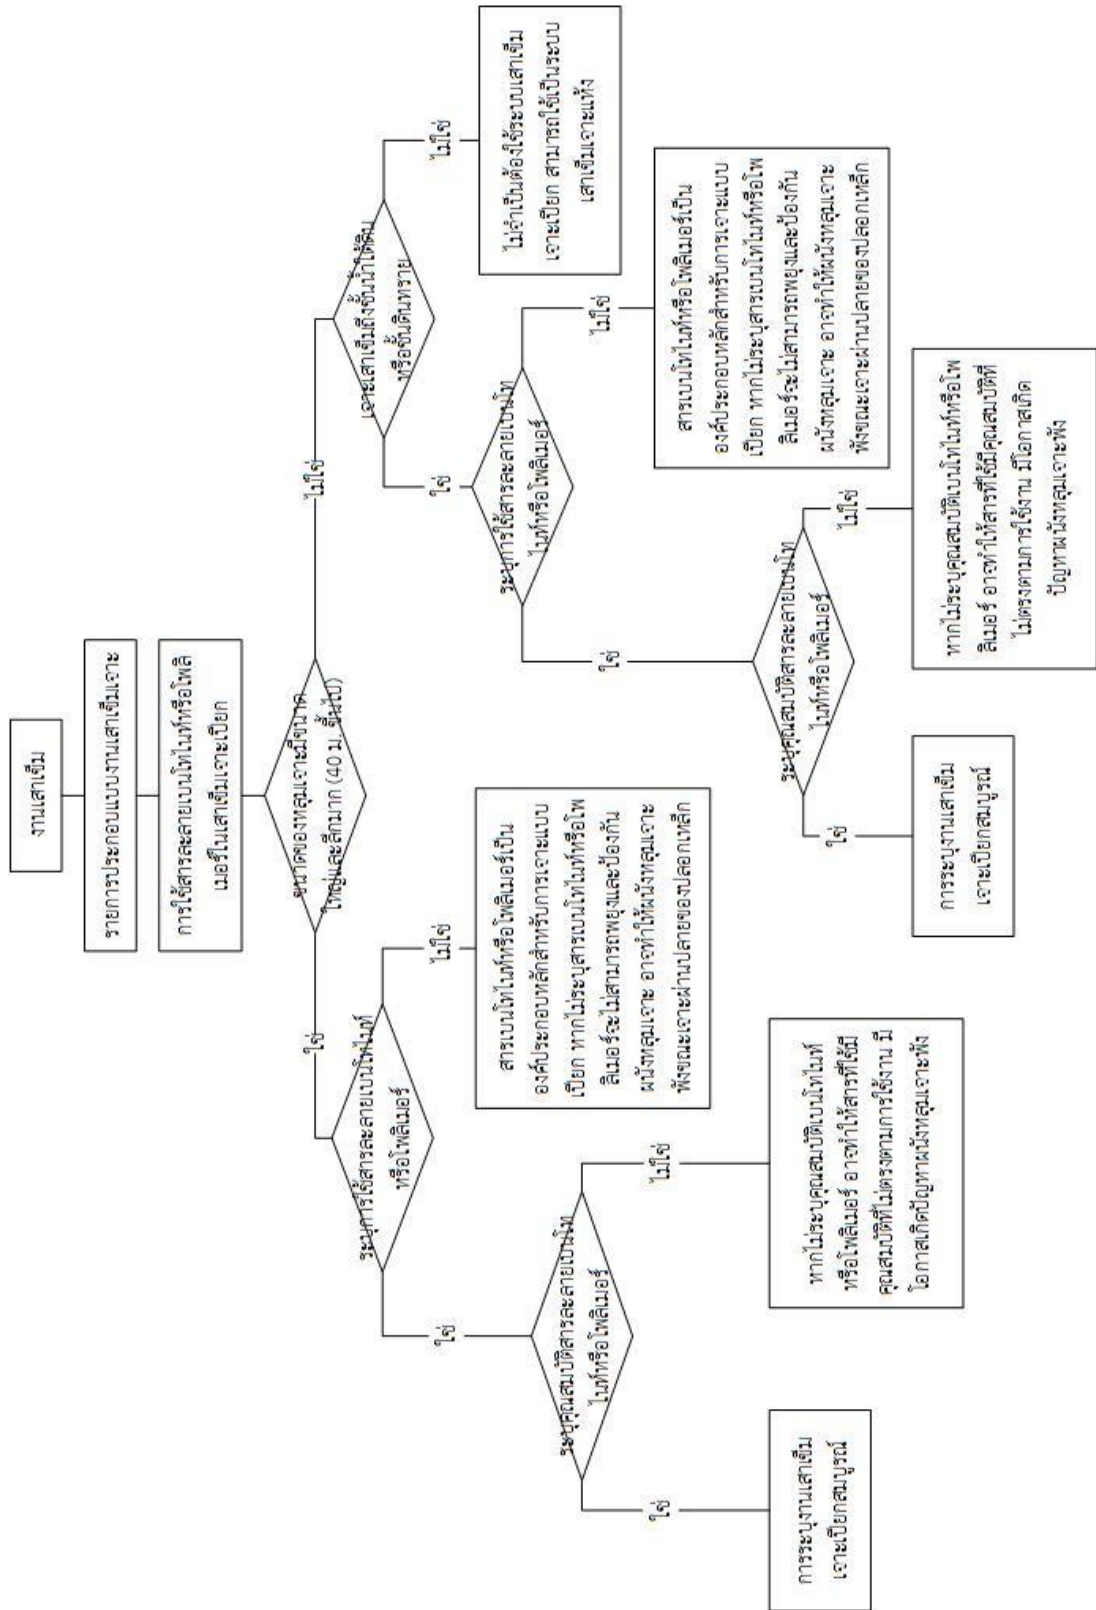 งานเสาเข็ม
รายการประกอบแบบงานเสาเข็มเจาะ
การใช้สารละลายเบนโทไนท์หรือโพลิ
เมอร์ในเสาเข็มเจาะเปียก
ขนาดของหลุมเจาะมีขนาด
ใหญ่และลึกมาก (40 ม. ขึ้นไป)
ใช่
ไม่ใช่
ระบุการใช้สารละลายเบนโทไนท์
หรือโพลิเมอร์
เจาะเสาเข็มถึงชั้นน้ำใต้ดิน
หรือชั้นดินทราย
ใช่
ไม่ใช่
ใช่
ไม่ใช่
สารเบนโทไนท์หรือโพลิเมอร์เป็น
องค์ประกอบหลักสำหรับการเจาะแบบ
เปียก หากไม่ระบุสารเบนโทไนท์หรือโพ
ลิเมอร์จะไม่สามารถพยุงและป้องกัน
ผนังหลุมเจาะ อาจทำให้ผนังหลุมเจาะ
พังขณะเจาะผ่านปลายของปลอกเหล็ก
ระบุการใช้สารละลายเบนโท
ไนท์หรือโพลิเมอร์
ไม่จำเป็นต้องใช้ระบบเสาเข็ม
เจาะเปียก สามารถใช้เป็นระบบ
เสาเข็มเจาะแห้ง
ระบุคุณสมบัติสารละลายเบนโท
ไนท์หรือโพลิเมอร์
ใช่
ไม่ใช่
ใช่
ไม่ใช่
สารเบนโทไนท์หรือโพลิเมอร์เป็น
องค์ประกอบหลักสำหรับการเจาะแบบ
เปียก หากไม่ระบุสารเบนโทไนท์หรือโพ
ลิเมอร์จะไม่สามารถพยุงและป้องกัน
ผนังหลุมเจาะ อาจทำให้ผนังหลุมเจาะ
พังขณะเจาะผ่านปลายของปลอกเหล็ก
การระบุงานเสาเข็ม
เจาะเปียกสมบูรณ์
หากไม่ระบุคุณสมบัติเบนโทไนท์
หรือโพลิเมอร์ อาจทำให้สารที่ใช้มี
คุณสมบัติที่ไม่ตรงตามการใช้งาน มี
โอกาสเกิดปัญหาผนังหลุมเจาะพัง
ระบุคุณสมบัติสารละลายเบนโท
ไนท์หรือโพลิเมอร์
ใช่
ไม่ใช่
การระบุงานเสาเข็ม
เจาะเปียกสมบูรณ์
หากไม่ระบุคุณสมบัติเบนโทไนท์หรือโพ
ลิเมอร์ อาจทำให้สารที่ใช้มีคุณสมบัติที่
ไม่ตรงตามการใช้งาน มีโอกาสเกิด
ปัญหาผนังหลุมเจาะพัง